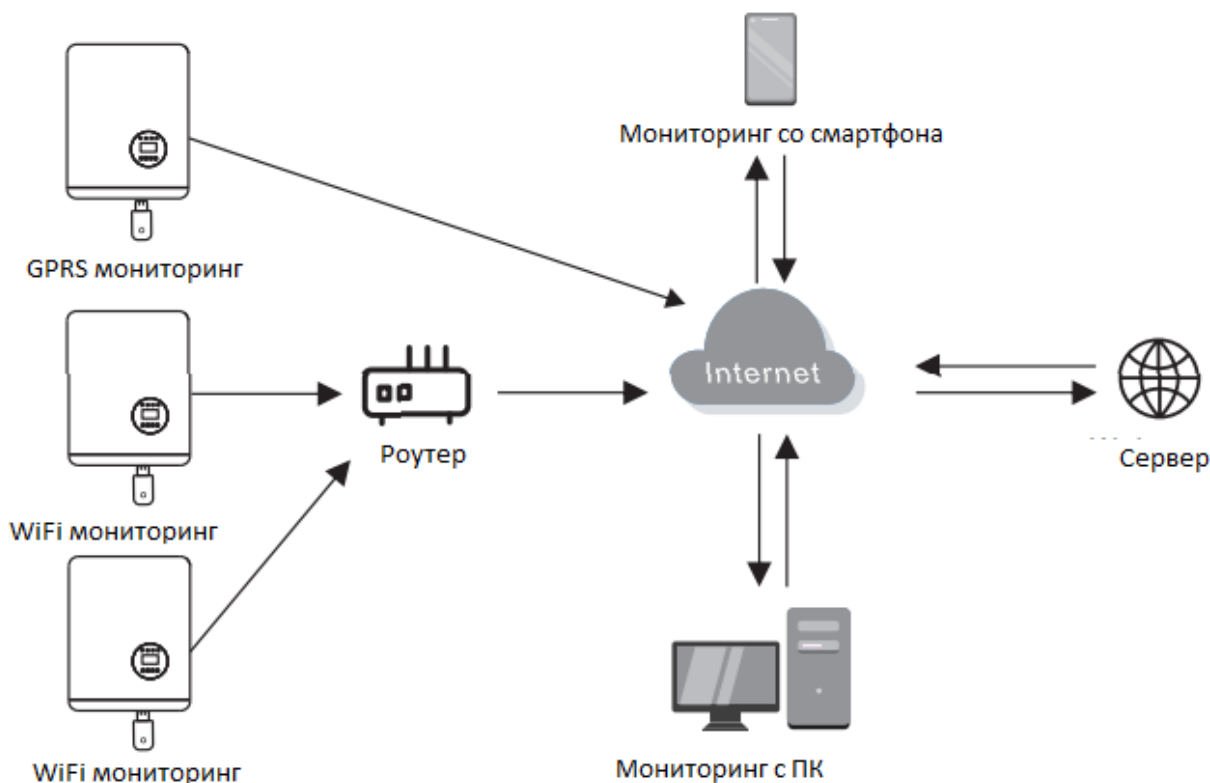 Мониторинг со смартфона
GPRS мониторинг
Internet
Роутер
Сервер
WiFi мониторинг
WiFi мониторинг
Мониторинг с ПК